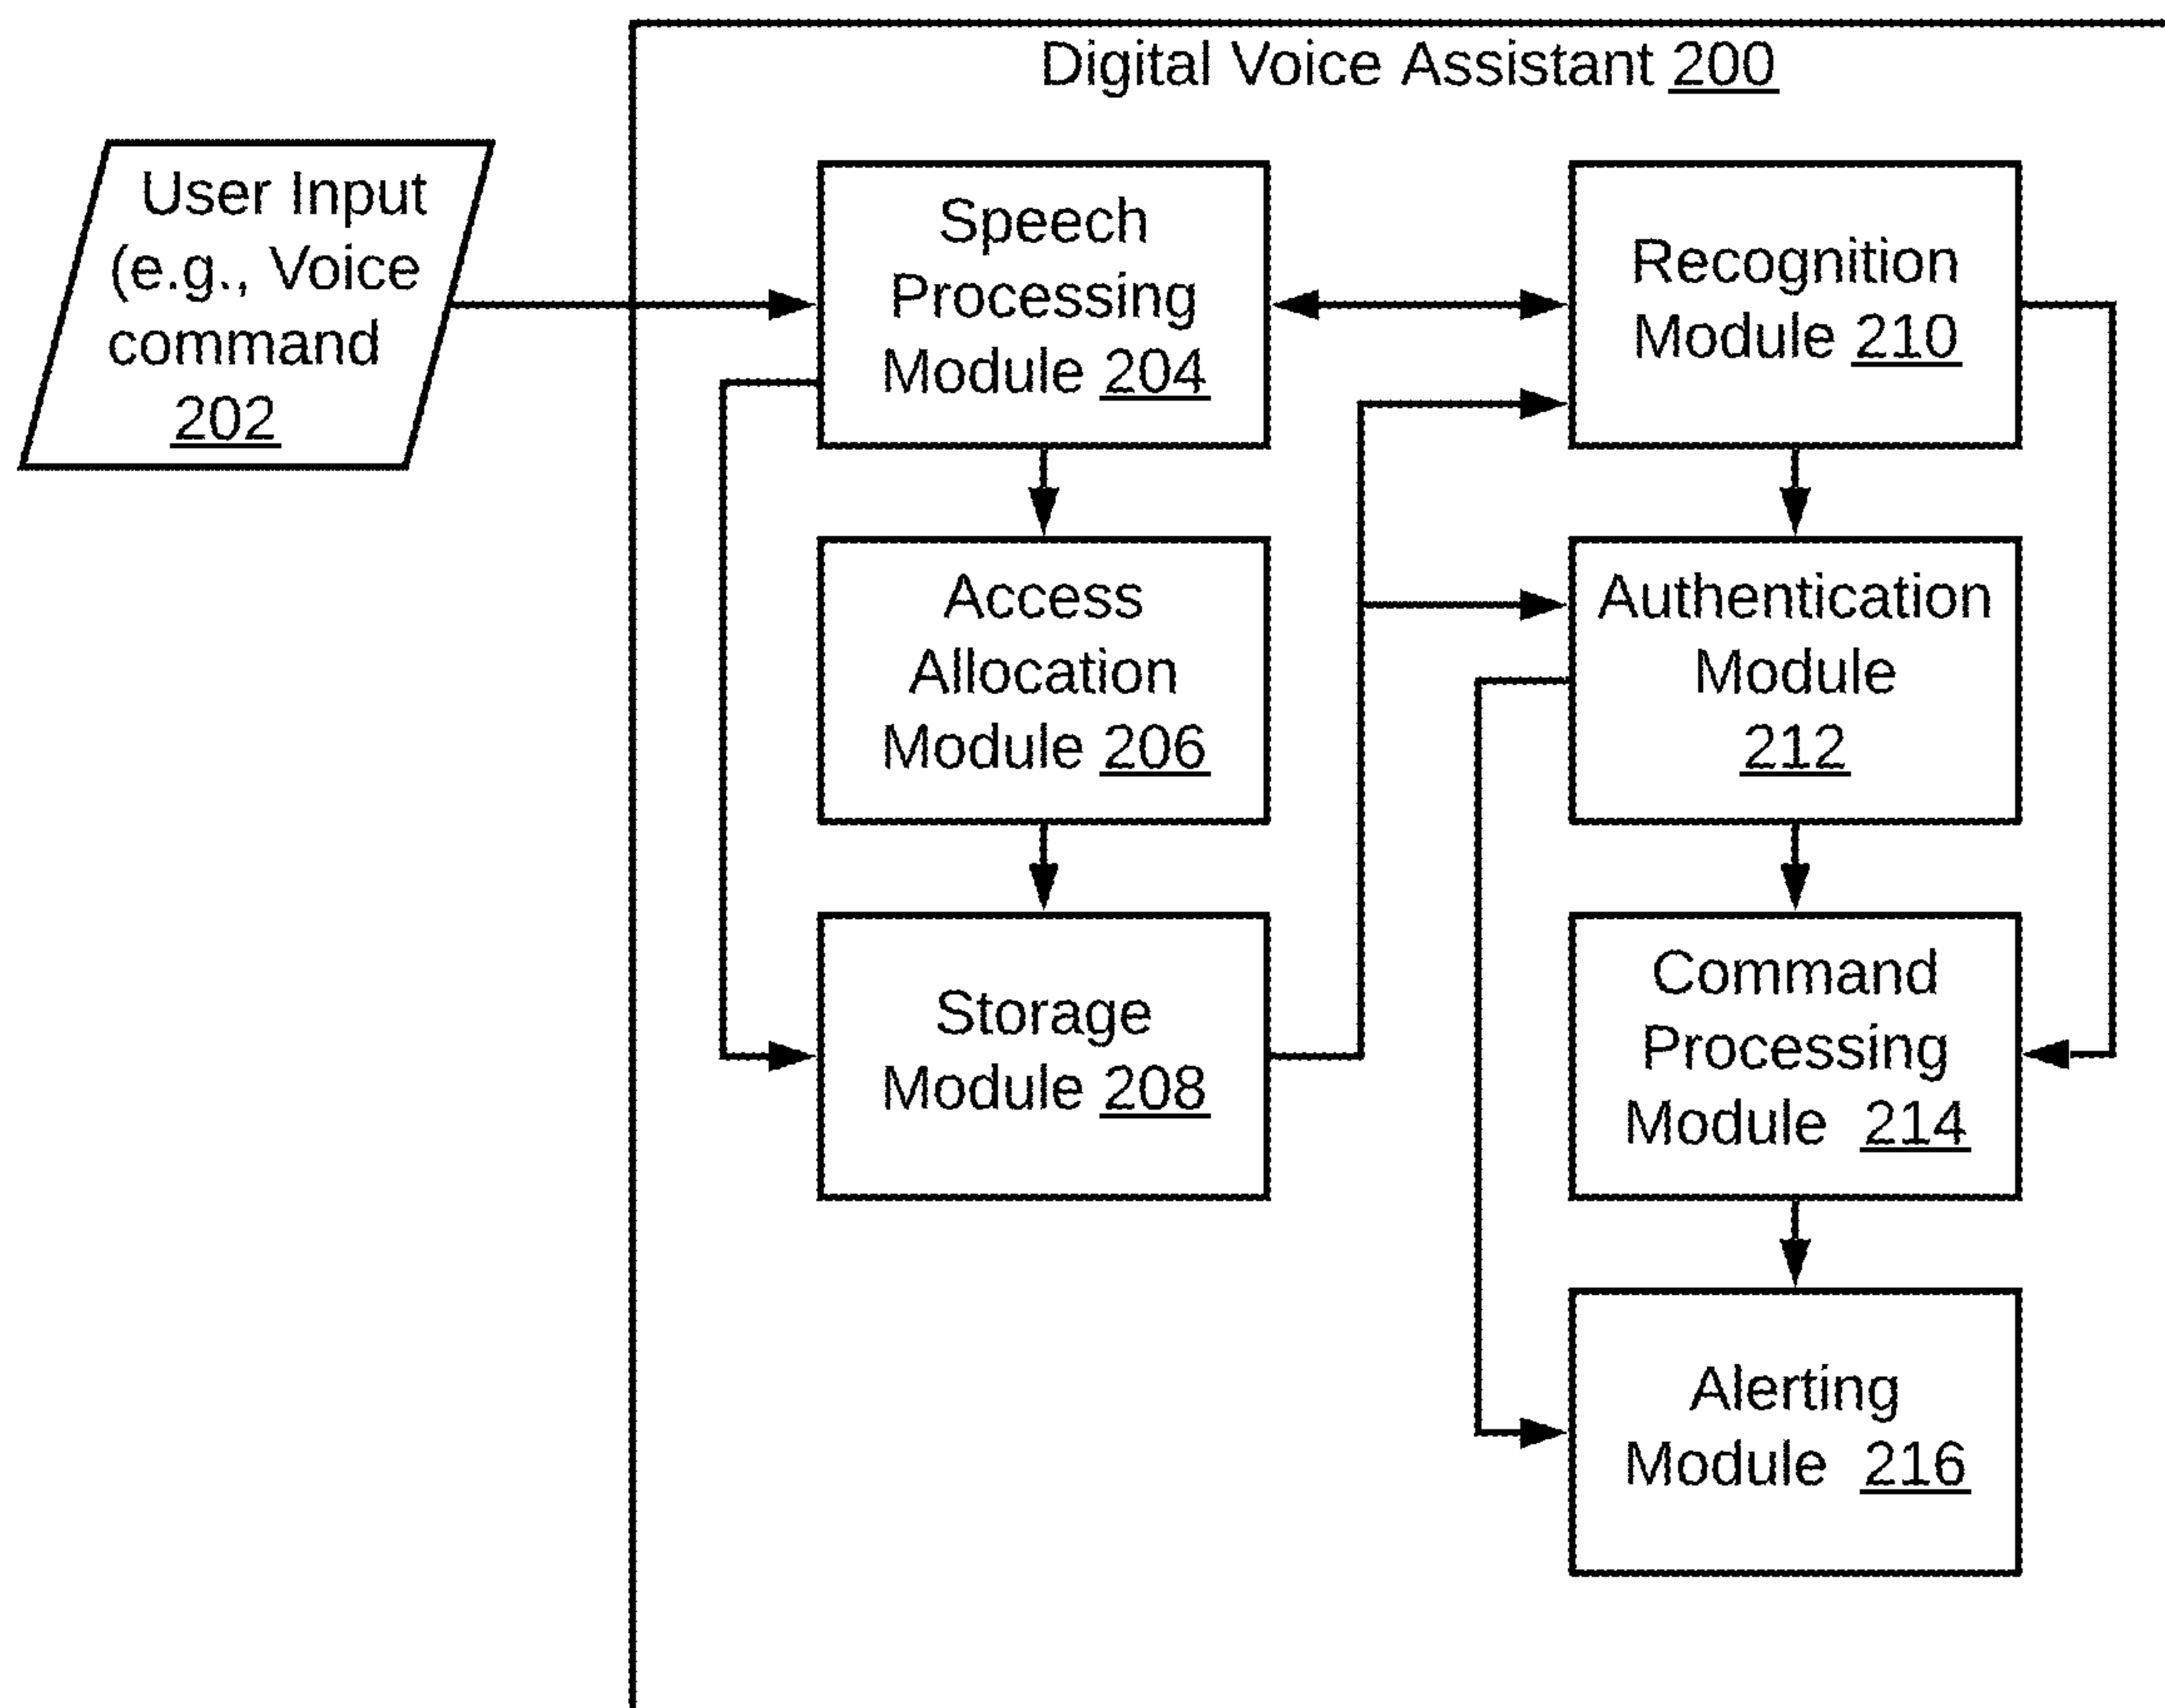 Digital Voice Assistant 200
User Input
(e.g., Voice
command
202
Speech
Processing
Module 204
Recognition
Module 210
Access
Allocation
Module 206
Authentication
Module
212
Storage
Module 208
Command
Processing
Module 214
Alerting
Module 216